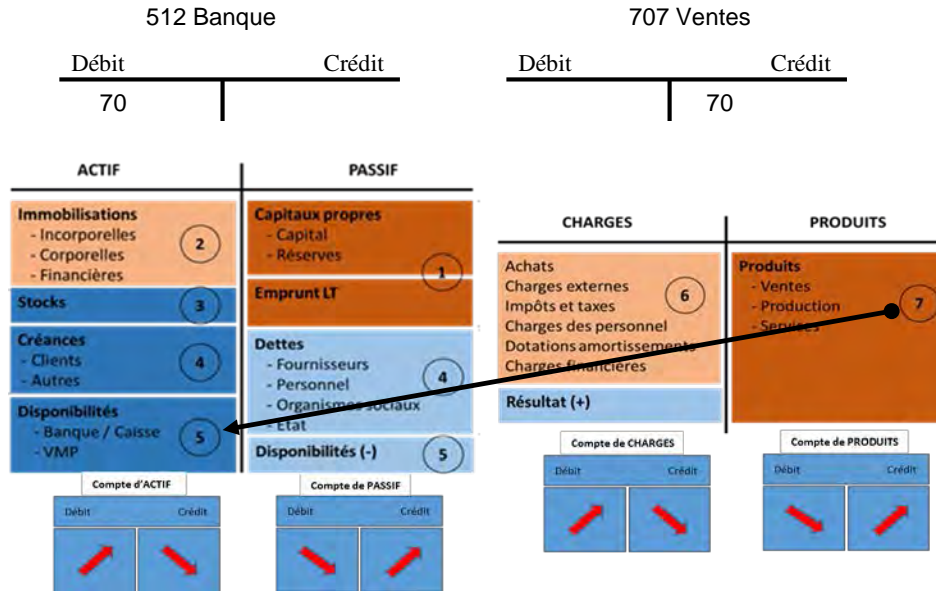 512 Banque
707 Ventes
Débit Crédit
Débit Crédit
70
70
ACTIF
PASSIF
Immobilisations
- Incorporelles
- Corporelles
- Financières
2
Stocks
3
Créances
- Clients
- Autres
4
Disponibilités
- Banque / Caisse
- VMP
5
Capitaux propres
- Capital
- Réserves
1
Emprunt LT
Dettes
- Fournisseurs
- Personnel
- Organismes sociaux
- Etat
4
Disponibilités (-)
5
CHARGES
PRODUITS
Achats
Charges externes
Impôts et taxes
Charges des personnel
Dotations amortissements
Charges financières
6
Résultat (+)
Produits
- Ventes
- Production
- Services
7
Compte d'ACTIF
Débit Crédit
Compte de PASSIF
Débit Crédit
Compte de CHARGES
Débit Crédit
Compte de PRODUITS
Débit Crédit